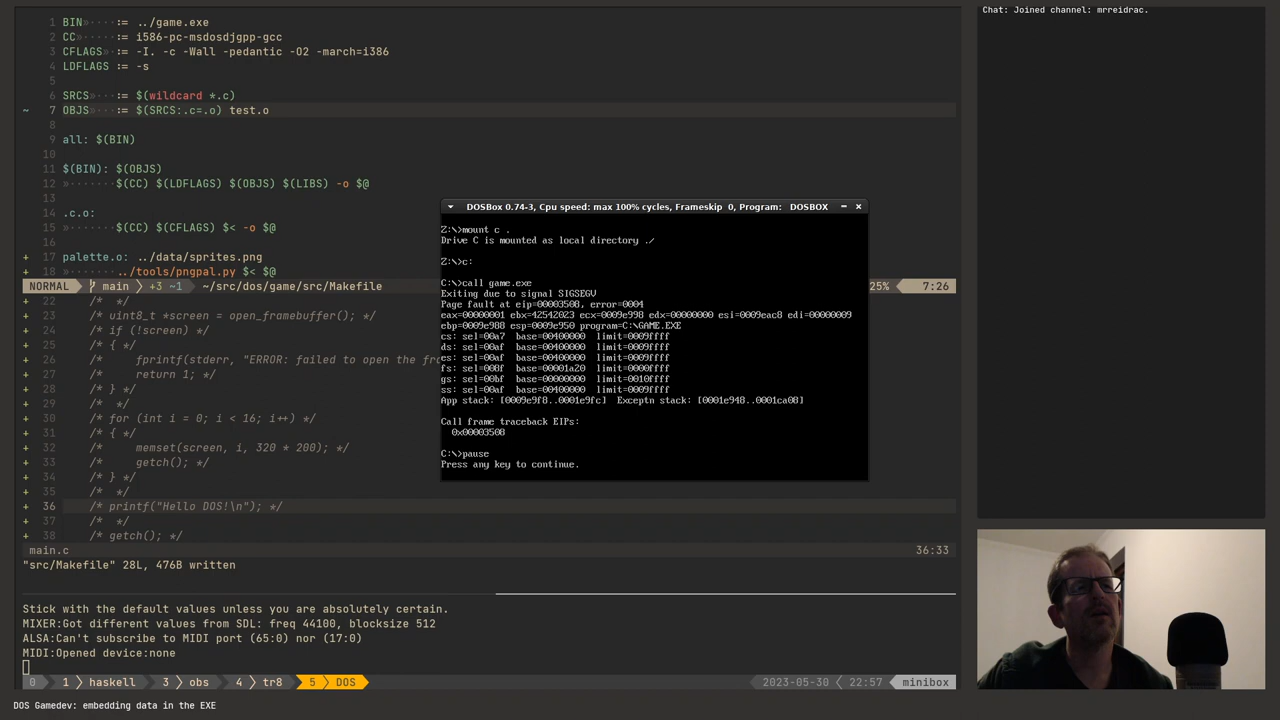 1 BIN» ···· := ../game.exe
2 CC» ····· := i586-pc-msdosdjgpp-gcc
3 CFLAGS» · := -I. -c -Wall -pedantic -O2 -march=i386
4 LDFLAGS := -s
5
6 SRCS» ··· := $(wildcard *.c)
~ 7 OBJS» ··· := $(SRCS:.c=.o) test.o
8
9 all: $(BIN)
10
11 $(BIN): $(OBJS)
12 »·······$(CC) $(LDFLAGS) $(OBJS) $(LIBS) -o $@
13
14 .c.o:
15 »·······$(CC) $(CFLAGS) $< -o $@
16
+ 17 palette.o: ../data/sprites.png
+ 18 »·······../tools/pngpal.py $< $@
NORMAL main +3 ~1 ~/src/dos/game/src/Makefile 25% 7:26
+ 22 /* */
+ 23 /* uint8_t *screen = open_framebuffer(); */
+ 24 /* if (!screen) */
+ 25 /* { */
+ 26 /* fprintf(stderr, "ERROR: failed to open the fra
+ 27 /* return 1; */
+ 28 /* } */
+ 29 /* */
+ 30 /* for (int i = 0; i < 16; i++) */
+ 31 /* { */
+ 32 /* memset(screen, i, 320 * 200); */
+ 33 /* getch(); */
+ 34 /* } */
+ 35 /* */
+ 36 /* printf("Hello DOS!\n"); */
+ 37 /* */
+ 38 /* getch(); */
main.c 36:33
"src/Makefile" 28L, 476B written
Stick with the default values unless you are absolutely certain.
MIXER:Got different values from SDL: freq 44100, blocksize 512
ALSA:Can't subscribe to MIDI port (65:0) nor (17:0)
MIDI:Opened device:none
0 1 haskell 3 obs 4 tr8 5 DOS 2023-05-30 22:57 minibox
DOS Gamedev: embedding data in the EXE
DOSBox 0.74-3, Cpu speed: max 100% cycles, Frameskip 0, Program: DOSBOX
Z:\>mount c .
Drive C is mounted as local directory ./
Z:\>c:
C:\>call game.exe
Exiting due to signal SIGSEGV
Page fault at eip=00003508, error=0004
eax=00000001 ebx=42542023 ecx=0009e998 edx=00000000 esi=0009eac8 edi=00000009
ebp=0009e988 esp=0009e950 program=C:\GAME.EXE
cs: sel=00a7 base=00400000 limit=0009ffff
ds: sel=00af base=00400000 limit=0009ffff
es: sel=00af base=00400000 limit=0009ffff
fs: sel=008f base=00001a20 limit=0000ffff
gs: sel=00bf base=00000000 limit=0010ffff
ss: sel=00af base=00400000 limit=0009ffff
App stack: [0009e9f8..0001e9fc] Exceptn stack: [0001e948..0001ca08]
Call frame traceback EIPs:
0x00003508
C:\>pause
Press any key to continue.
Chat: Joined channel: mrreidrac.